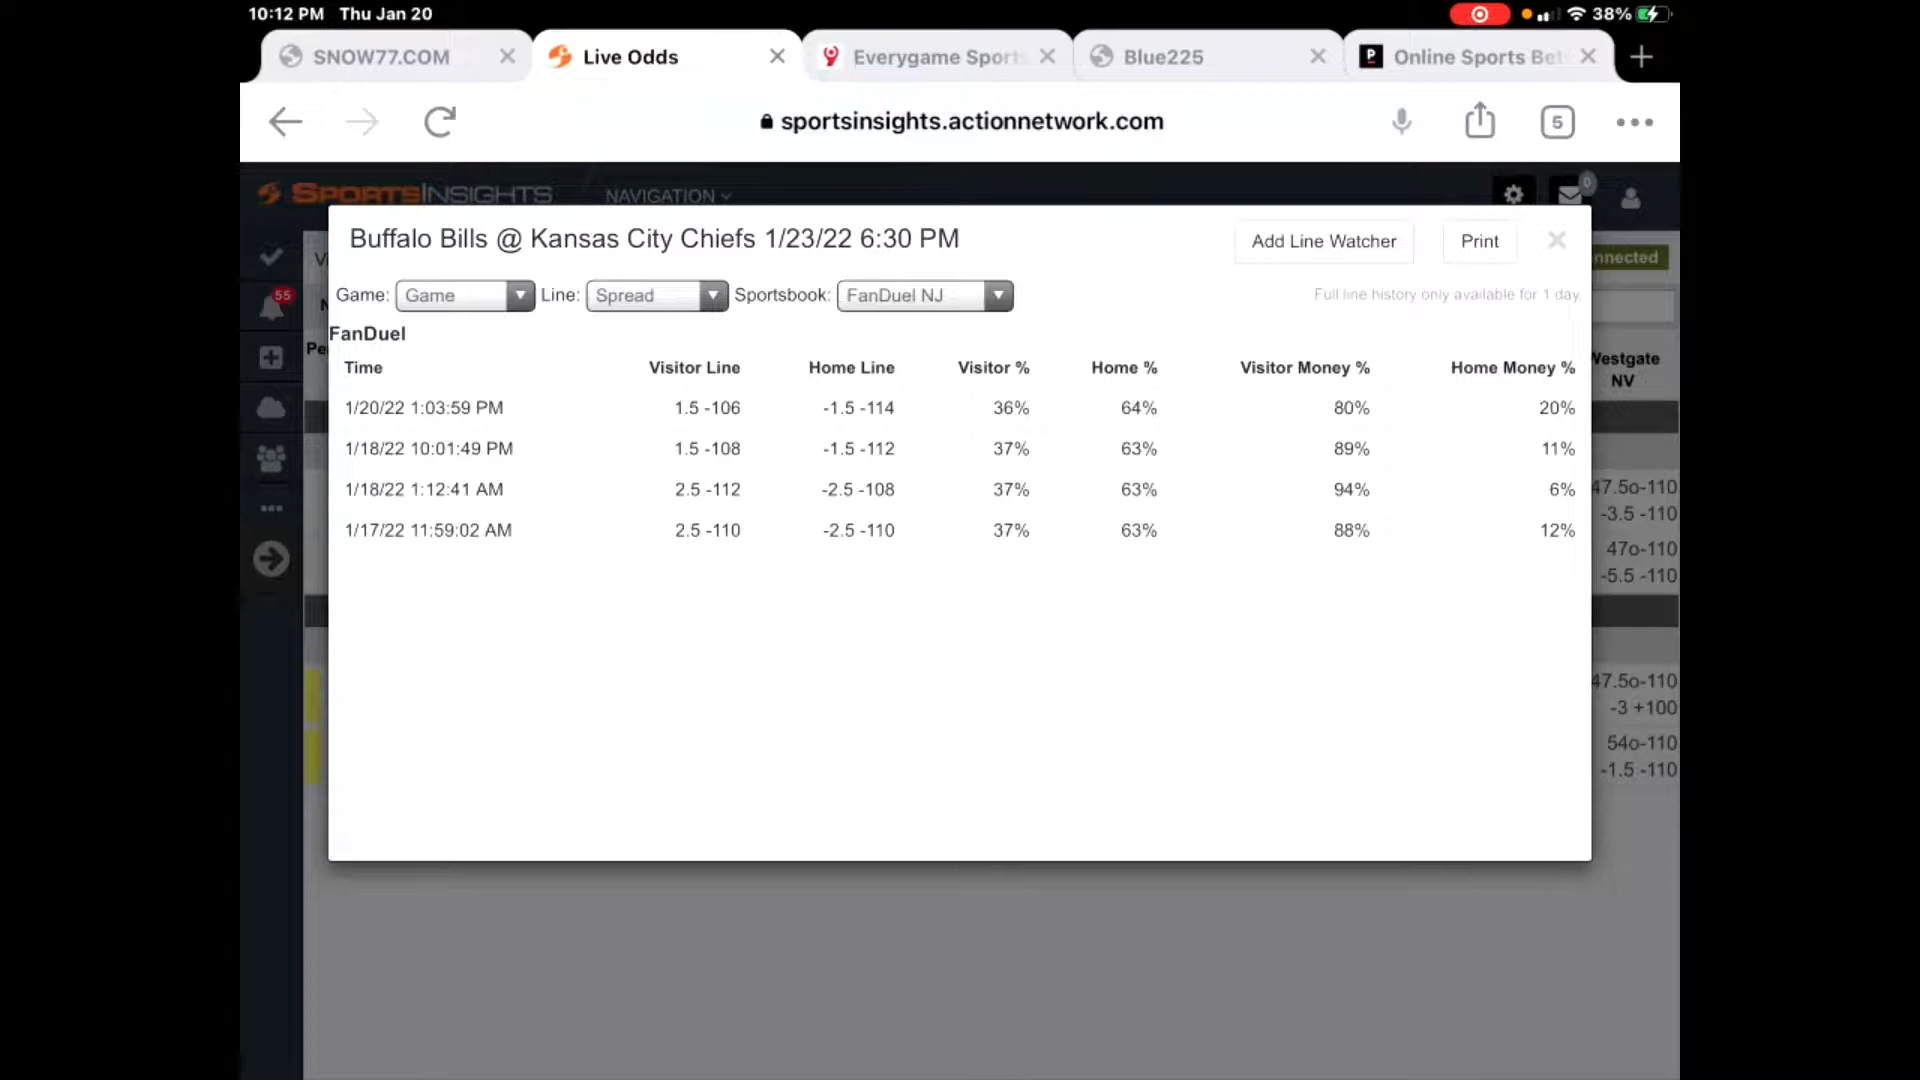 10:12 PM Thu Jan 20
38%
SNOW77.COM
Live Odds
Everygame Sports
Blue225
Online Sports Bet
sportsinsights.actionnetwork.com
5
SPORTSINSIGHTS
NAVIGATION
0
Buffalo Bills @ Kansas City Chiefs 1/23/22 6:30 PM
Add Line Watcher
Print
nnected
55
Game: Game Line: Spread Sportsbook: FanDuel NJ
Full line history only available for 1 day.
FanDuel
Time Visitor Line Home Line Visitor % Home % Visitor Money % Home Money %
1/20/22 1:03:59 PM 1.5 -106 -1.5 -114 36% 64% 80% 20%
1/18/22 10:01:49 PM 1.5 -108 -1.5 -112 37% 63% 89% 11%
1/18/22 1:12:41 AM 2.5 -112 -2.5 -108 37% 63% 94% 6%
1/17/22 11:59:02 AM 2.5 -110 -2.5 -110 37% 63% 88% 12%
Pe
Westgate
NV
47.5o-110
-3.5 -110
47o-110
-5.5 -110
47.5o-110
-3 +100
54o-110
-1.5 -110